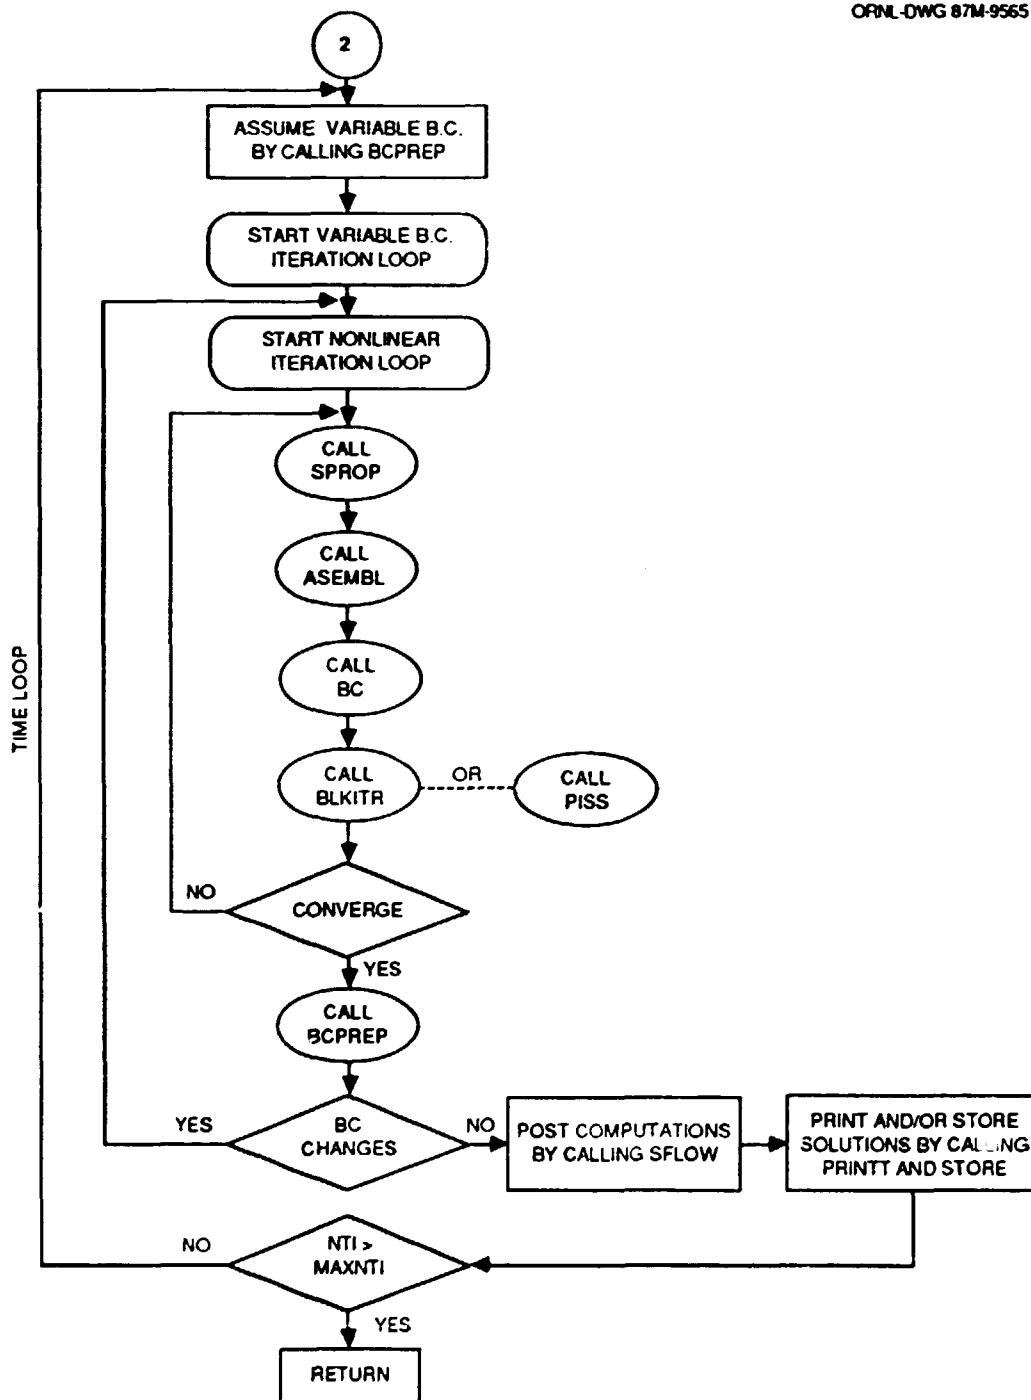 ORNL-DWG 87M-9565
2
ASSUME VARIABLE B.C.
BY CALLING BCPREP
START VARIABLE B.C.
ITERATION LOOP
START NONLINEAR
ITERATION LOOP
CALL
SPROP
CALL
ASEMBL
CALL
BC
TIME LOOP
CALL
BLKITR
OR
CALL
PISS
NO
CONVERGE
YES
CALL
BCPREP
YES
BC
CHANGES
NO
POST COMPUTATIONS
BY CALLING SFLOW
PRINT AND/OR STORE
SOLUTIONS BY CALLING
PRINTT AND STORE
NO
NTI >
MAXNTI
YES
RETURN